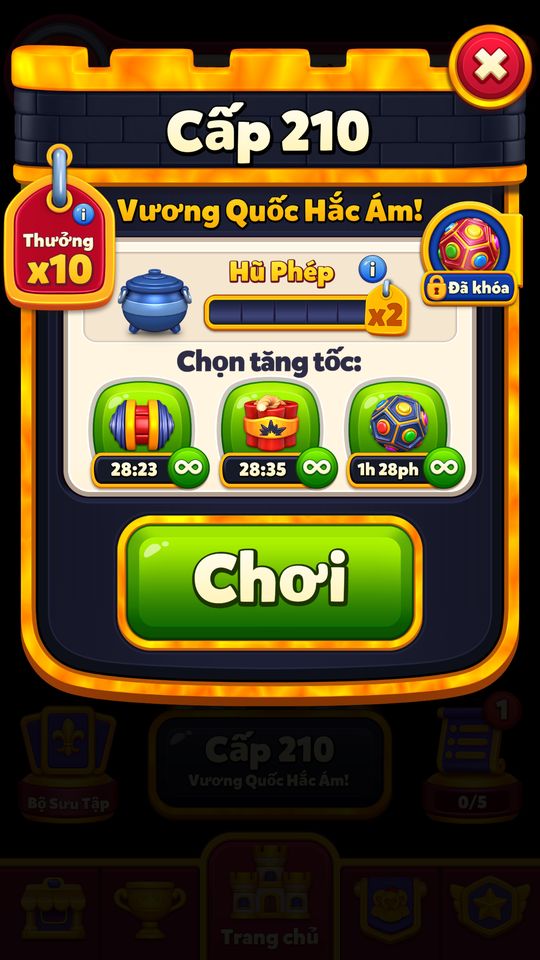 Cấp 210
Vương Quốc Hắc Ám!
Thưởng
x10
i
Đã khóa
Hũ Phép
i
x2
Chọn tăng tốc:
28:23
28:35
1h 28ph
Chơi
1
Cấp 210
Vương Quốc Hắc Ám!
Bộ Sưu Tập
0/5
Trang chủ